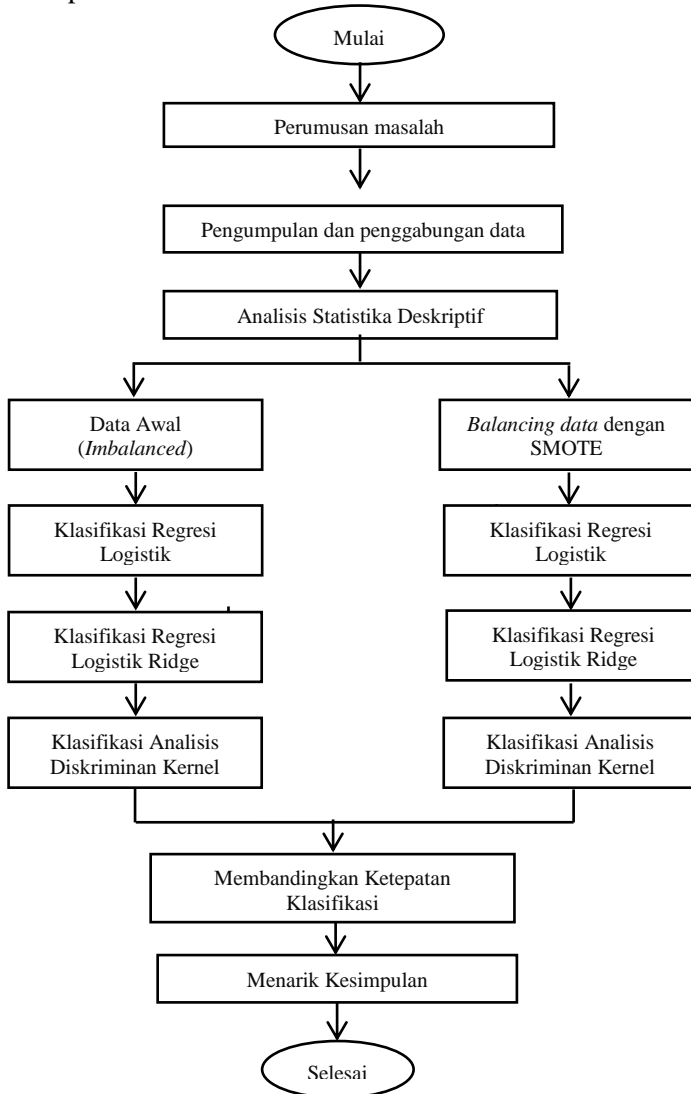 Mulai
Perumusan masalah
Pengumpulan dan penggabungan data
Analisis Statistika Deskriptif
Data Awal
(Imbalanced)
Klasifikasi Regresi
Logistik
Klasifikasi Regresi
Logistik Ridge
Klasifikasi Analisis
Diskriminan Kernel
Balancing data dengan
SMOTE
Klasifikasi Regresi
Logistik
Klasifikasi Regresi
Logistik Ridge
Klasifikasi Analisis
Diskriminan Kernel
Membandingkan Ketepatan
Klasifikasi
Menarik Kesimpulan
Selesai